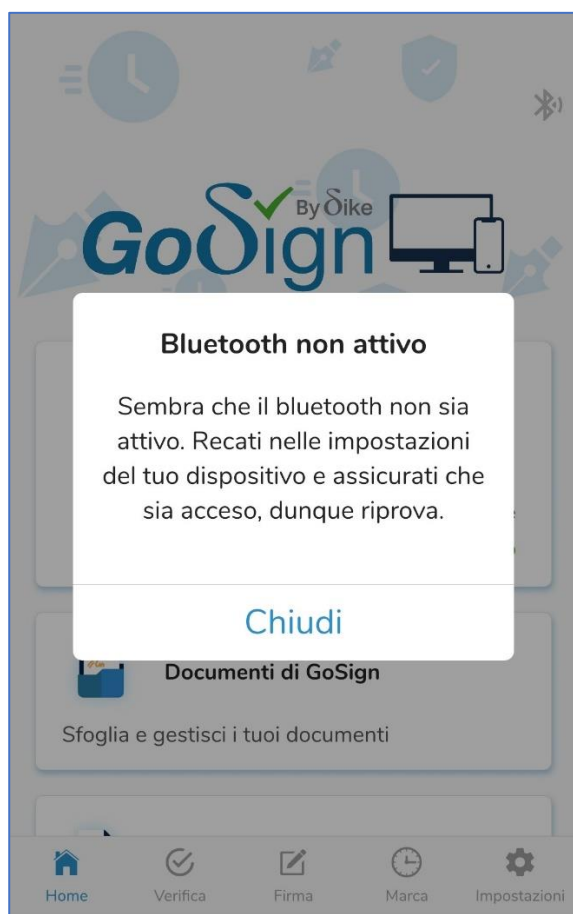 GoSign
By Dike
Bluetooth non attivo
Sembra che il bluetooth non sia
attivo. Recati nelle impostazioni
del tuo dispositivo e assicurati che
sia acceso, dunque riprova.
Chiudi
Documenti di GoSign
Sfoglia e gestisci i tuoi documenti
Home
Verifica
Firma
Marca
Impostazioni